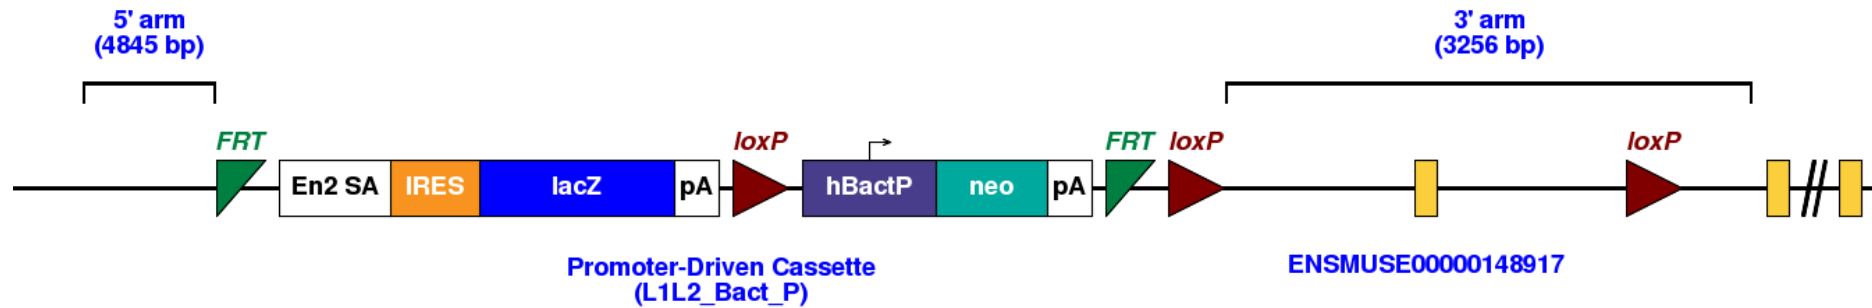 5' arm
(4845 bp)
3' arm
(3256 bp)
FRT
loxP
FRT
loxP
loxP
En2 SA
IRES
lacZ
pA
hBactP
neo
pA
Promoter-Driven Cassette
(L1L2_Bact_P)
ENSMUSE00000148917